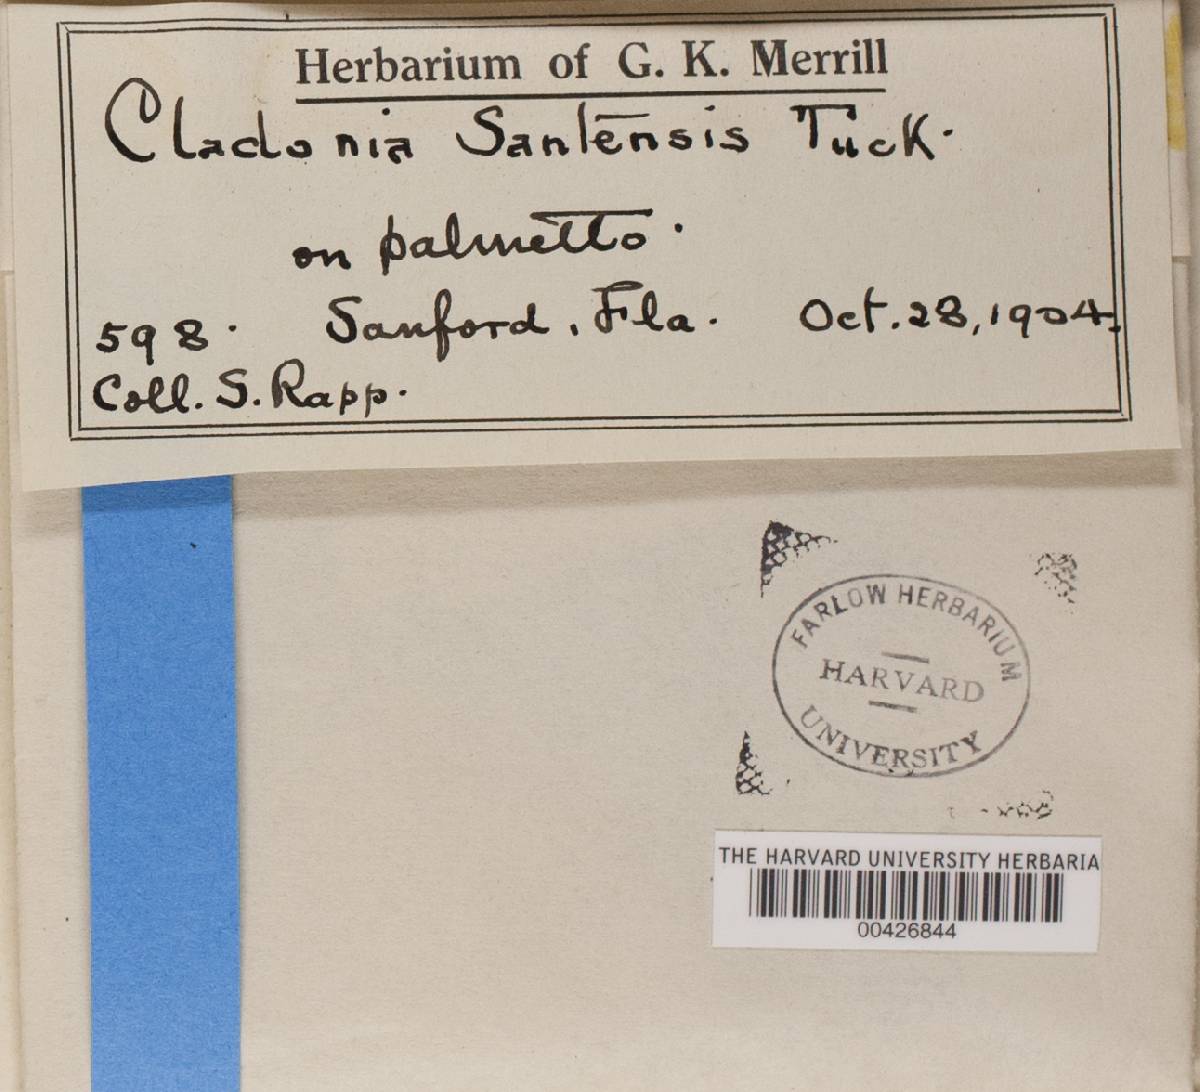 Herbarium of G. K. Merrill
Cladonia Santensis Tuck.
on palmetto.
598. Sanford, Fla. Oct. 28, 1904.
Coll. S. Rapp.
FARLOW HERBARIUM
HARVARD
UNIVERSITY
THE HARVARD UNIVERSITY HERBARIA
00426844